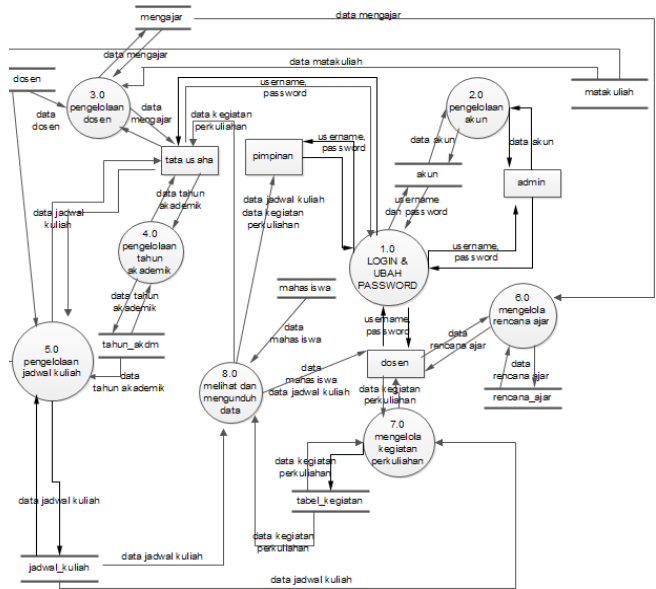 mengajar
data mengajar
data mengajar
data matakuliah
dosen
3.0
pengelolaan
dosen
data
dosen
data
mengajar
username,
password
data kegiatan
perkuliahan
2.0
pengelolaan
akun
matakuliah
tata usaha
pimpinan
username,
password
data akun
data akun
akun
admin
data tahun
akademik
data jadwal
kuliah
data jadwal kuliah
data kegiatan
perkuliahan
username
dan password
4.0
pengelolaan
tahun
akademik
1.0
LOGIN &
UBAH
PASSWORD
username,
password
data tahun
akademik
mahasiswa
6.0
mengelola
rencana ajar
5.0
pengelolaan
jadwal kuliah
tahun_akdm
data
mahasiswa
username,
password
data
rencana ajar
data
tahun akademik
8.0
melihat dan
mengunduh
data
data
mahasiswa
data jadwal kuliah
dosen
data
rencana ajar
rencana_ajar
data kegiatan
perkuliahan
7.0
mengelola
kegiatan
perkuliahan
data kegiatan
perkuliahan
data jadwal kuliah
tabel_kegiatan
data kegiatan
perkuliahan
data jadwal kuliah
jadwal_kuliah
data jadwal kuliah